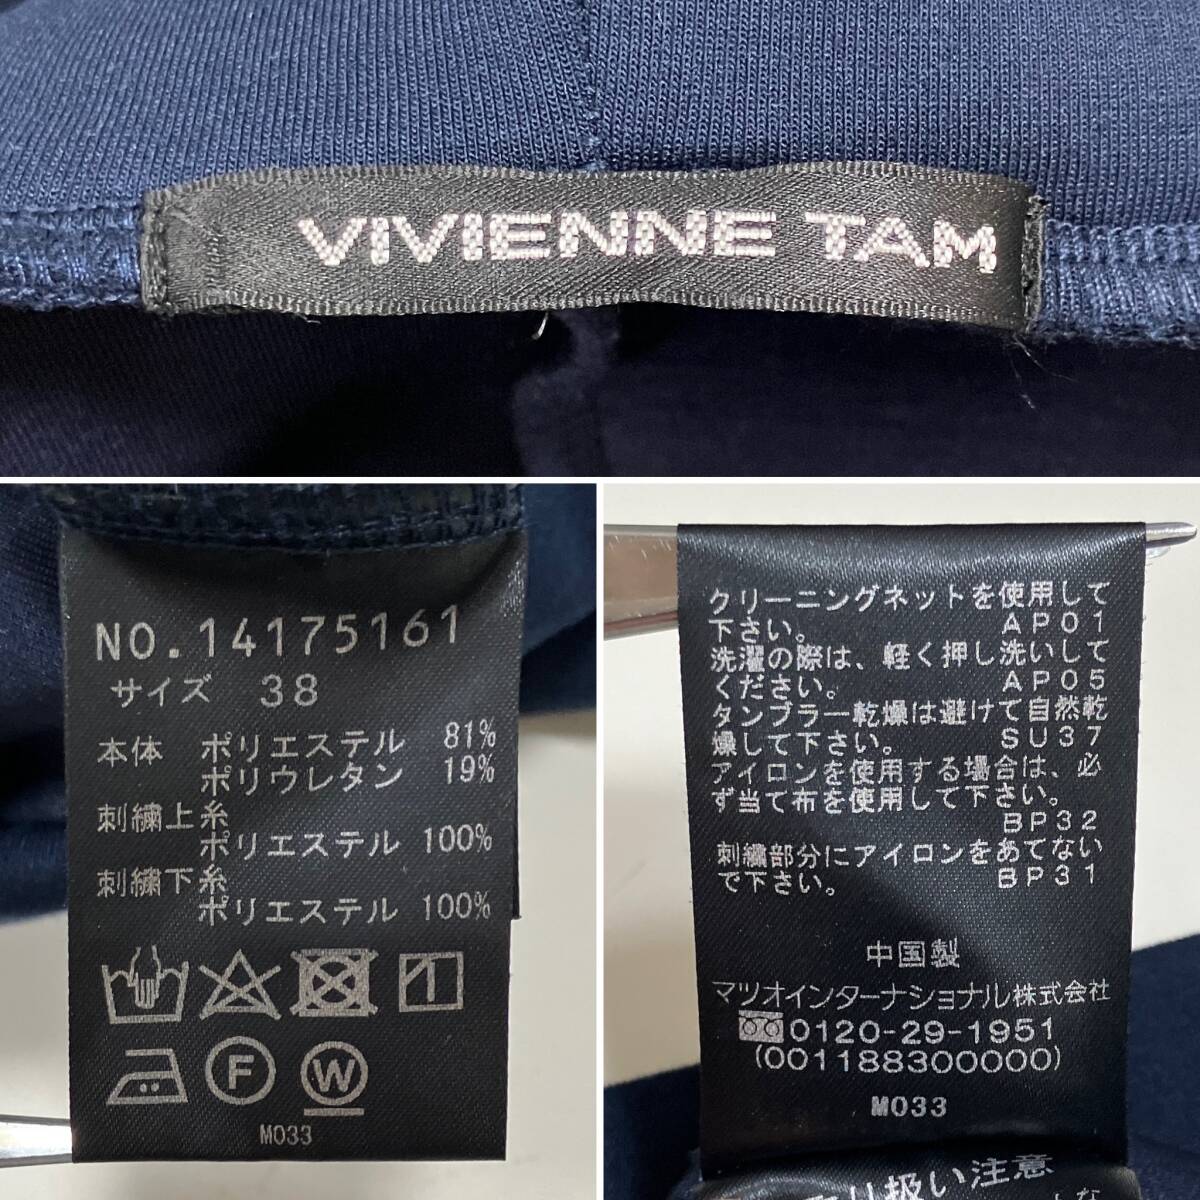 VIVIENNE TAM
NO.14175161
サイズ 38
本体 ポリエステル 81%
ポリウレタン 19%
刺繍上糸
ポリエステル 100%
刺繍下糸
ポリエステル 100%
F W
M033
クリーニングネットを使用して
下さい。 AP01
洗濯の際は、軽く押し洗いして
ください。 AP05
タンブラー乾燥は避けて自然乾
燥して下さい。 SU37
アイロンを使用する場合は、必
ず当て布を使用して下さい。
BP32
刺繍部分にアイロンをあてない
で下さい。 BP31
中国製
マツオインターナショナル株式会社
0120-29-1951
(001188300000)
M033
り扱い注意